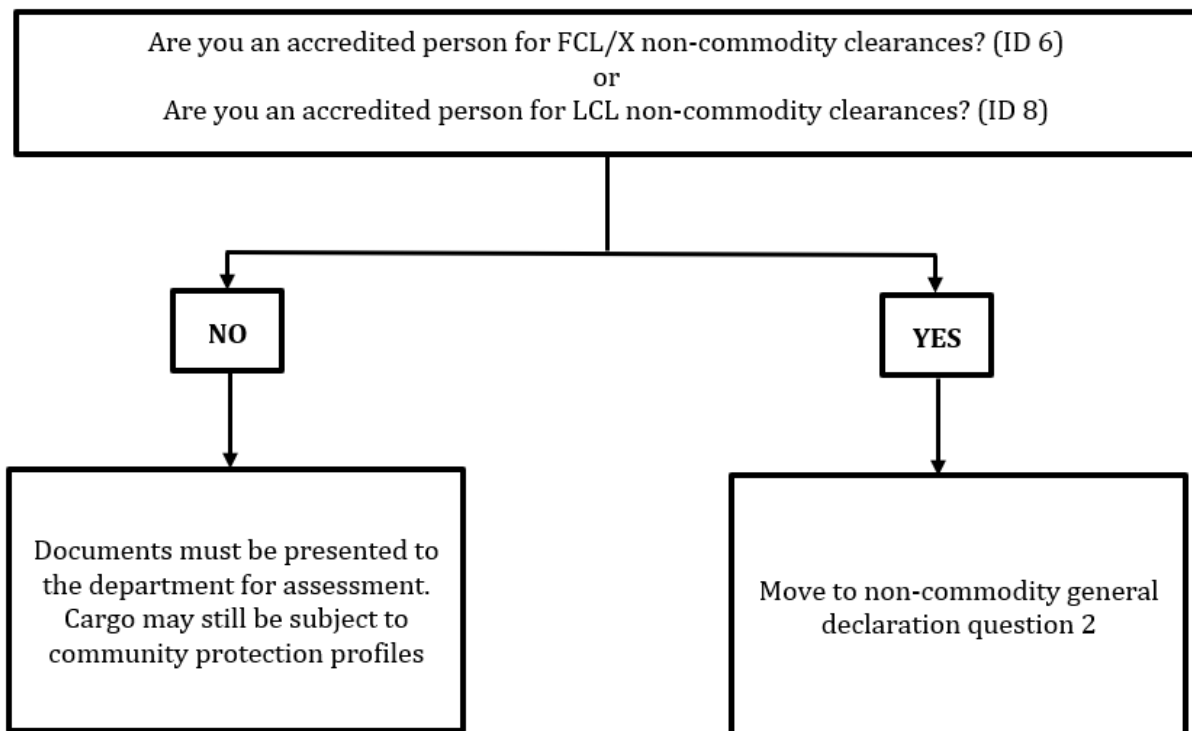 Are you an accredited person for FCL/X non-commodity clearances? (ID 6)
or
Are you an accredited person for LCL non-commodity clearances? (ID 8)
NO
YES
Documents must be presented to
the department for assessment.
Cargo may still be subject to
community protection profiles
Move to non-commodity general
declaration question 2